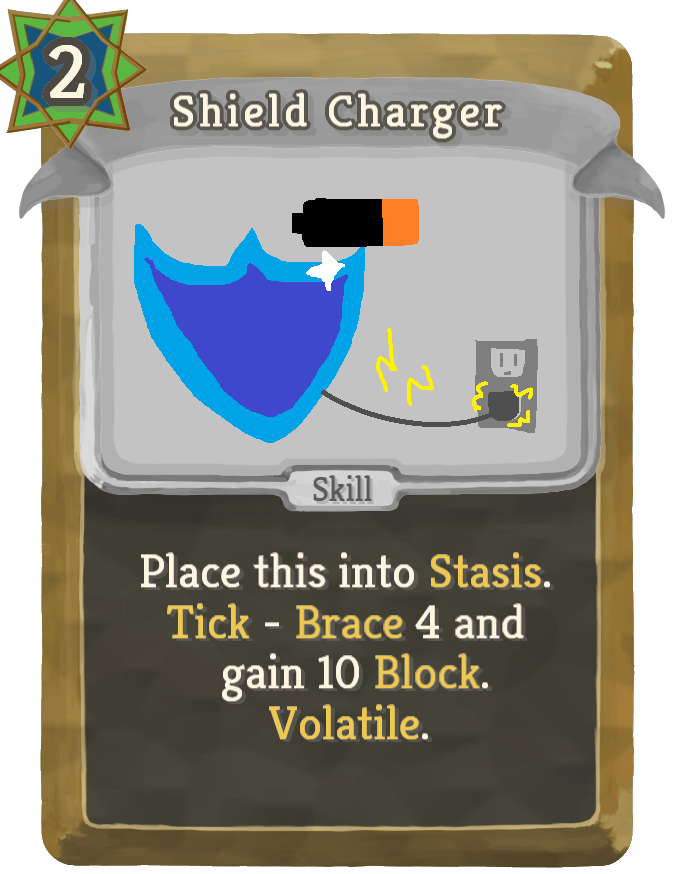 2
Shield Charger
Skill
Place this into Stasis.
Tick - Brace 4 and
gain 10 Block.
Volatile.